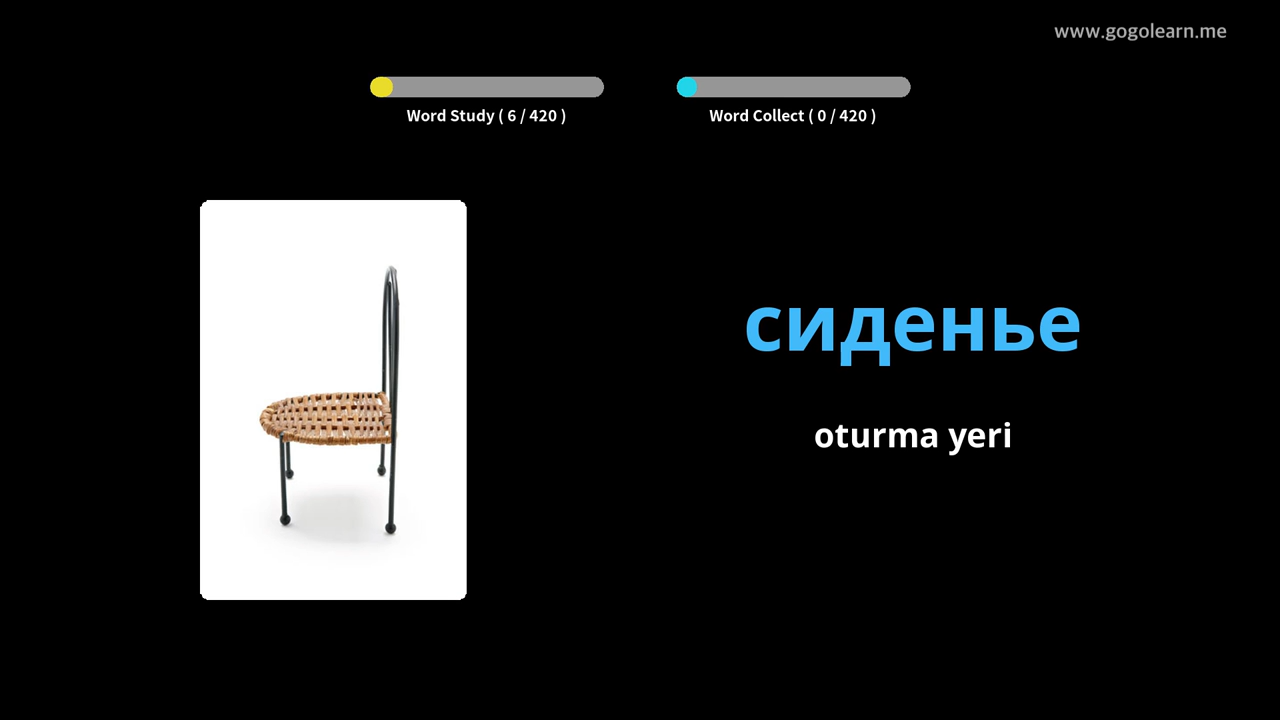 www.gogolearn.me
Word Study ( 6 / 420 )
Word Collect ( 0 / 420 )
сиденье
oturma yeri